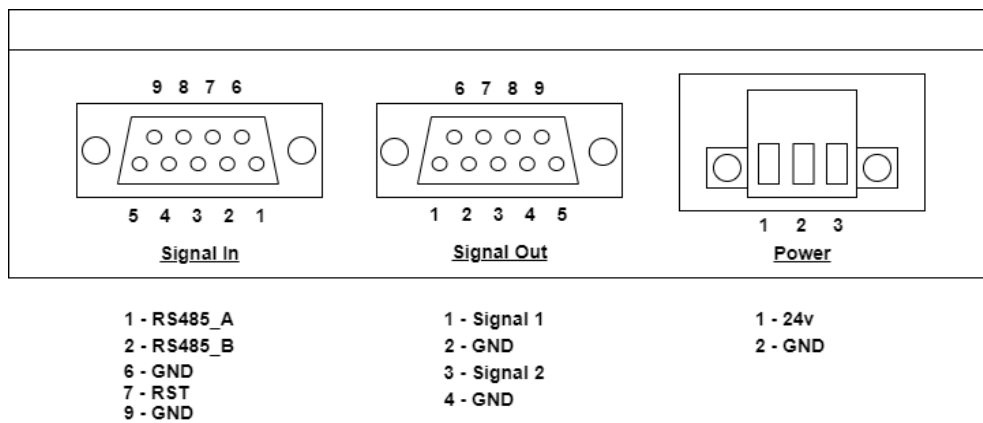 9 8 7 6
5 4 3 2 1
Signal In
6 7 8 9
1 2 3 4 5
Signal Out
1 2 3
Power
1 - RS485_A
2 - RS485_B
6 - GND
7 - RST
9 - GND
1 - Signal 1
2 - GND
3 - Signal 2
4 - GND
1 - 24v
2 - GND